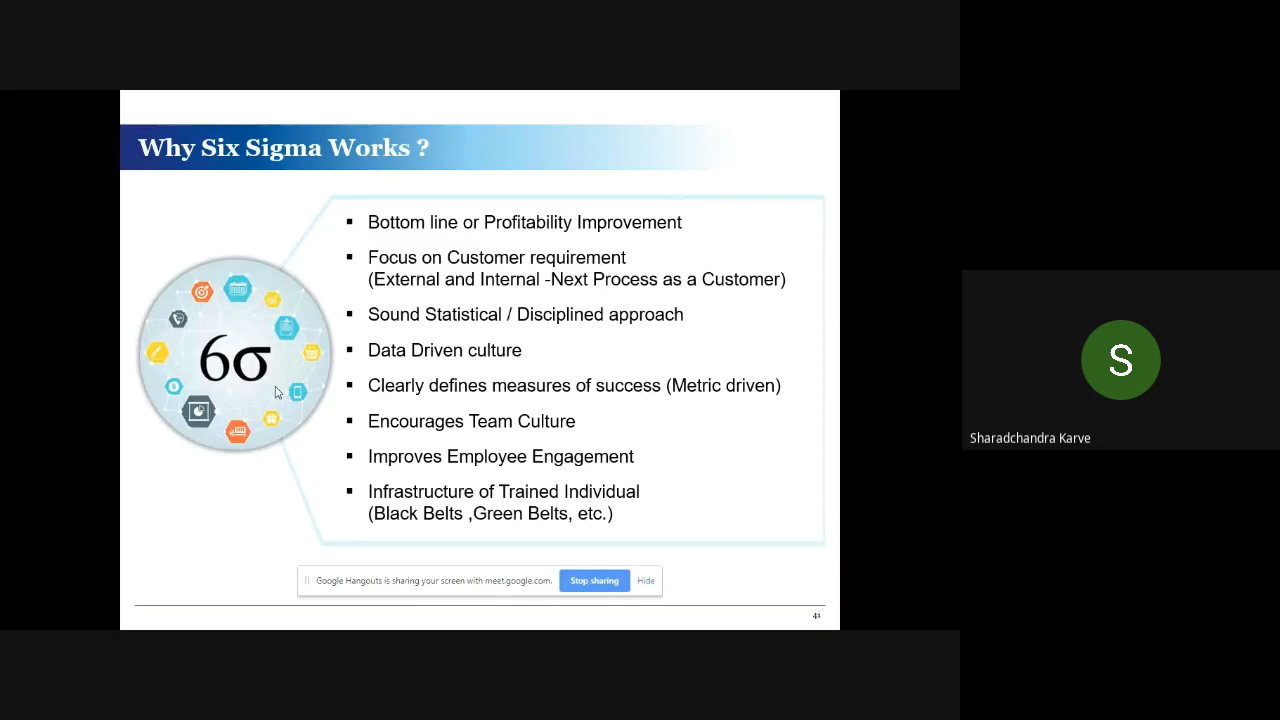 Why Six Sigma Works ?
▪ Bottom line or Profitability Improvement
▪ Focus on Customer requirement
(External and Internal -Next Process as a Customer)
▪ Sound Statistical / Disciplined approach
▪ Data Driven culture
▪ Clearly defines measures of success (Metric driven)
▪ Encourages Team Culture
▪ Improves Employee Engagement
▪ Infrastructure of Trained Individual
(Black Belts ,Green Belts, etc.)
6σ
Google Hangouts is sharing your screen with meet.google.com. Stop sharing Hide
41
S
Sharadchandra Karve